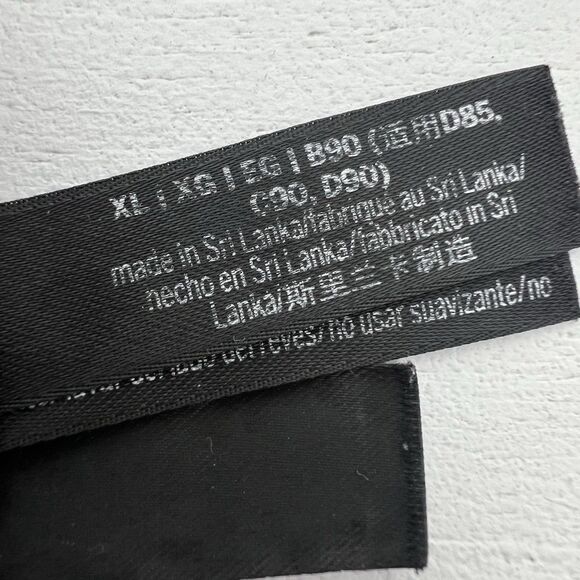 XL | XG | EG | B90 (适用D85,
C90, D90)
made in Sri Lanka/fabriqué au Sri Lanka/
hecho en Sri Lanka/fabbricato in Sri
Lanka/斯里兰卡制造
no usar suavizante/no